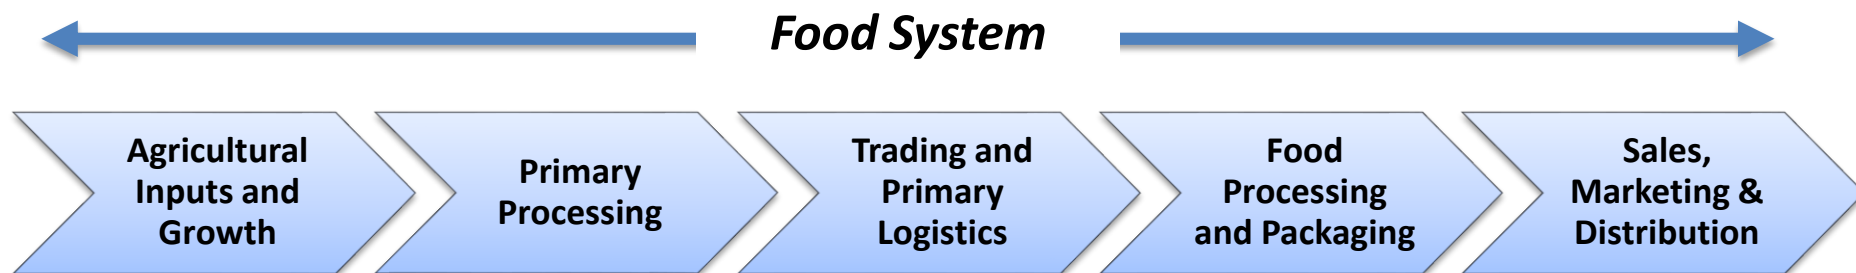 Food System
Agricultural
Inputs and
Growth
Primary
Processing
Trading and
Primary
Logistics
Food
Processing
and Packaging
Sales,
Marketing &
Distribution